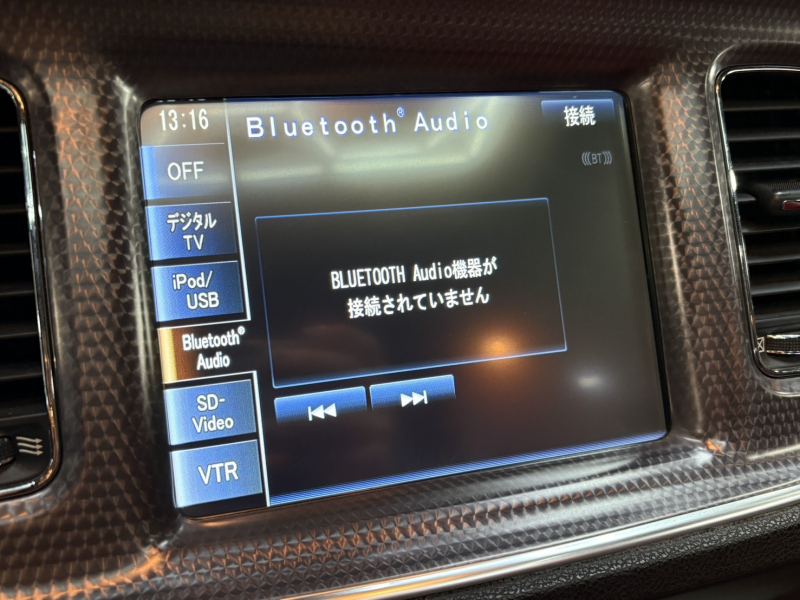 13:16
Bluetooth® Audio
接続
BT
OFF
デジタル
TV
iPod/
USB
Bluetooth®
Audio
SD-
Video
VTR
BLUETOOTH Audio機器が
接続されていません